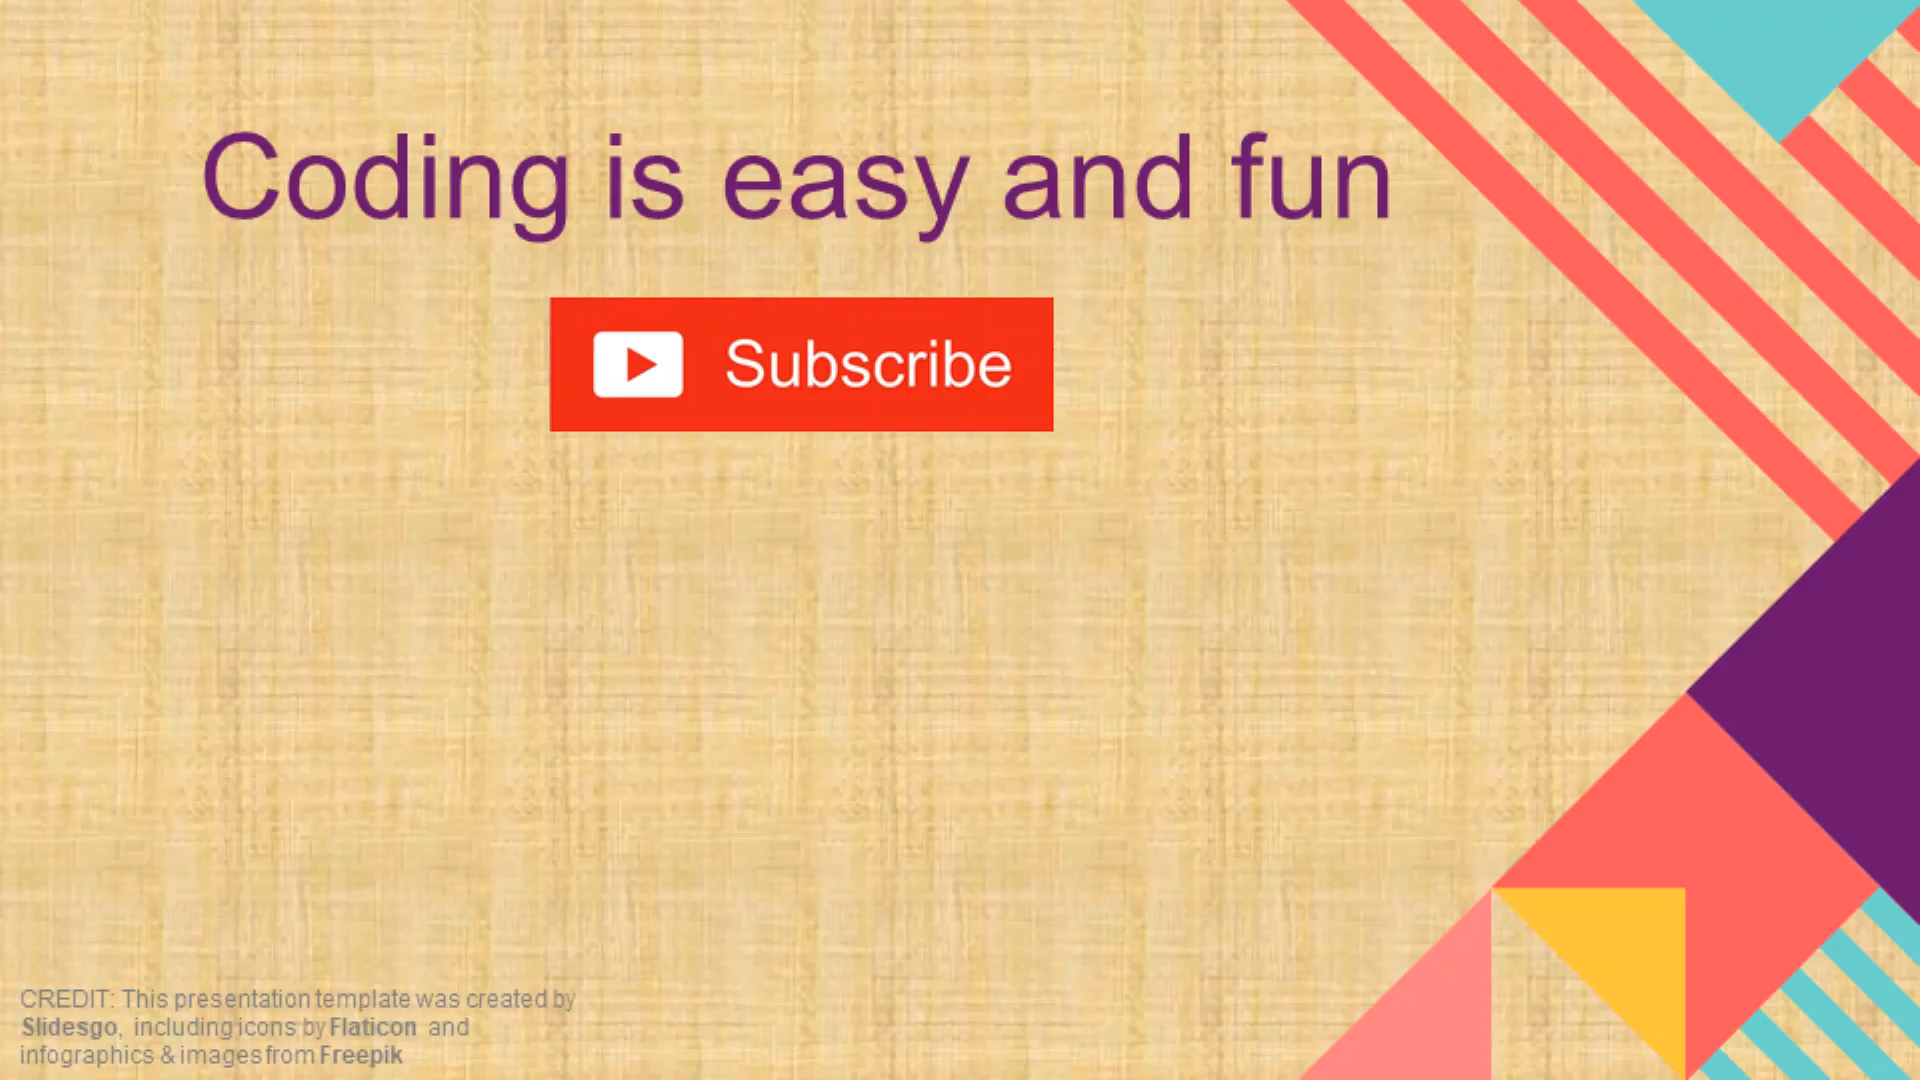 Coding is easy and fun
Subscribe
CREDIT: This presentation template was created by
Slidesgo, including icons by Flaticon and
infographics & images from Freepik